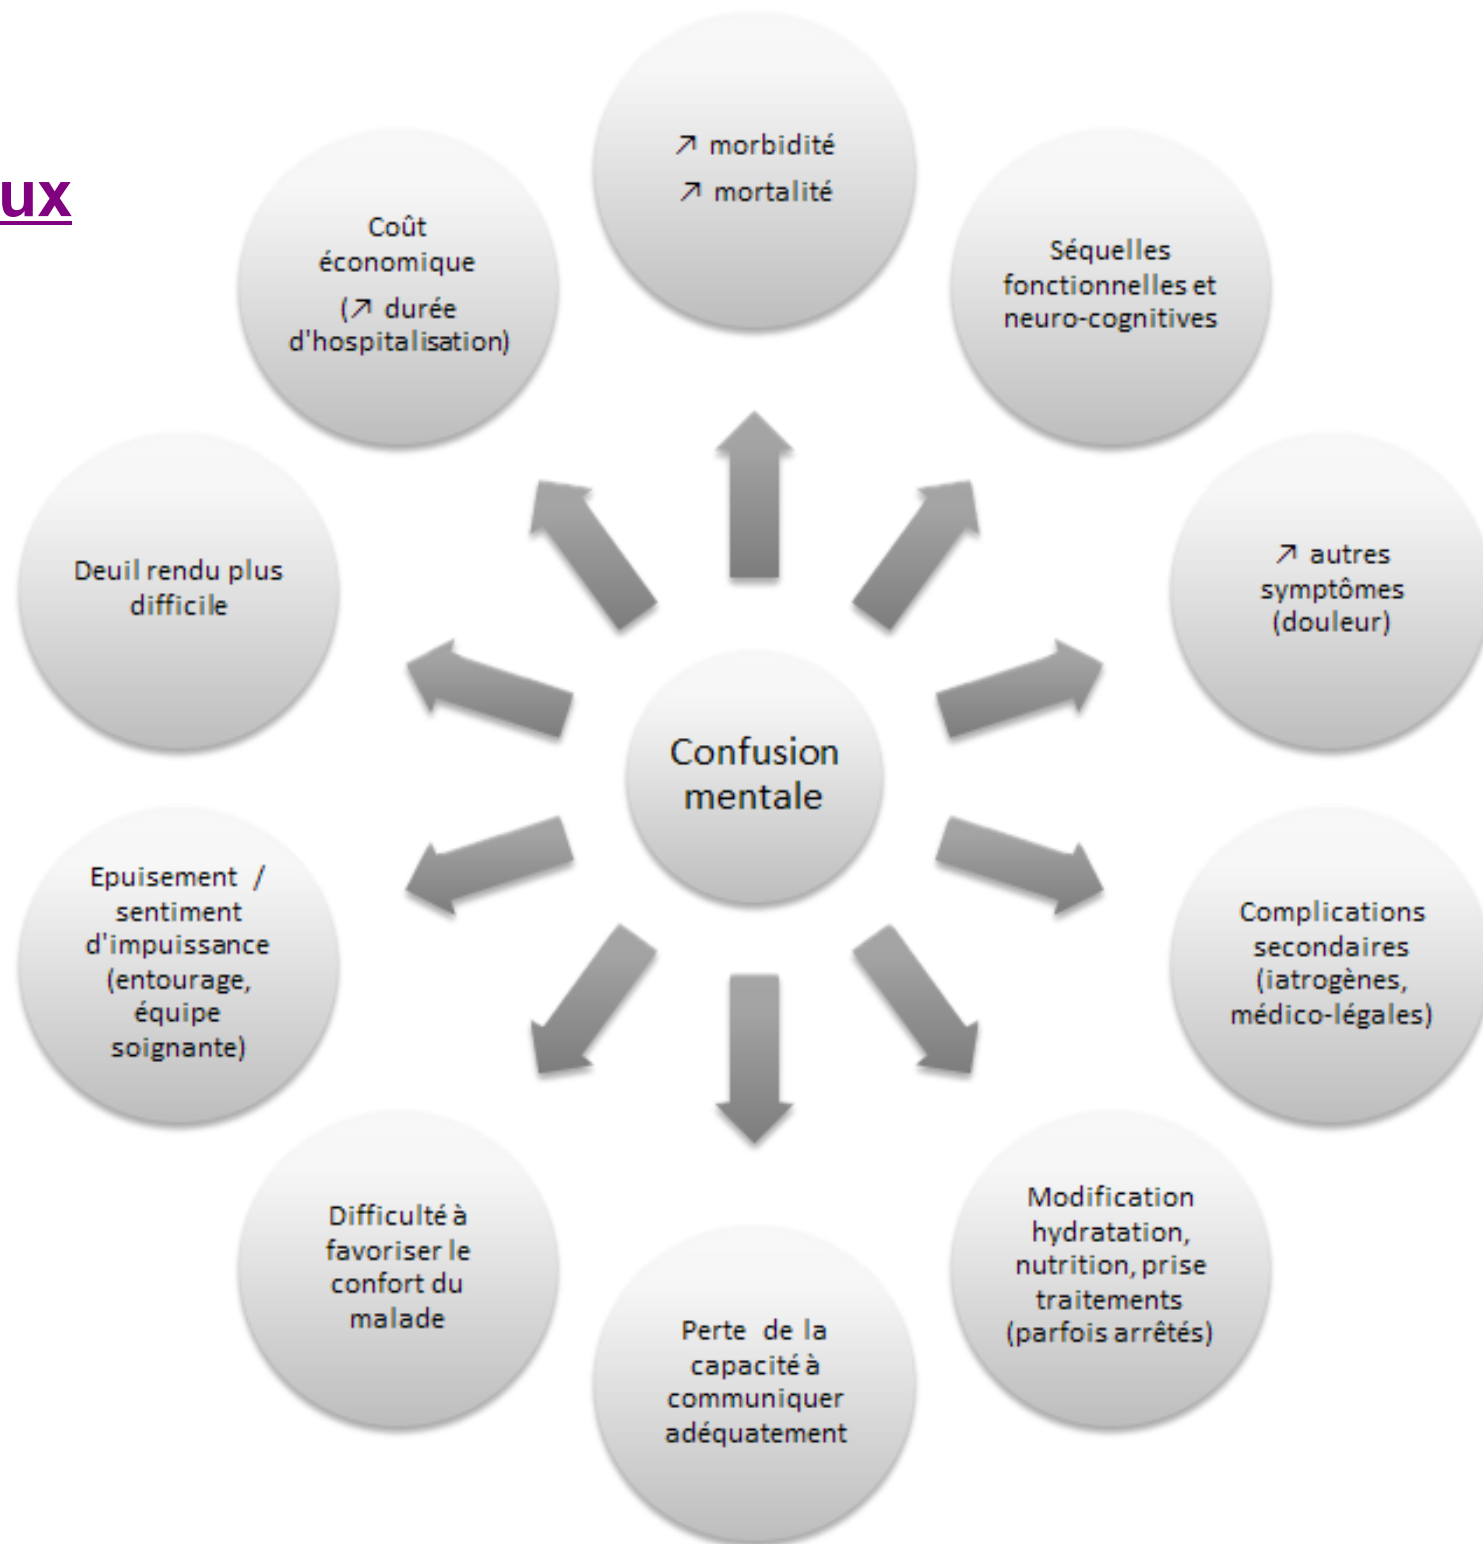 ux
↗ morbidité
↗ mortalité
Séquelles
fonctionnelles et
neuro-cognitives
↗ autres
symptômes
(douleur)
Complications
secondaires
(iatrogènes,
médico-légales)
Modification
hydratation,
nutrition, prise
traitements
(parfois arrêtés)
Perte de la
capacité à
communiquer
adéquatement
Difficulté à
favoriser le
confort du
malade
Epuisement /
sentiment
d'impuissance
(entourage,
équipe
soignante)
Deuil rendu plus
difficile
Coût
économique
(↗ durée
d'hospitalisation)
Confusion
mentale